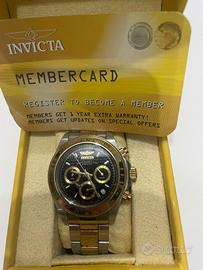 INVICTA
MEMBERCARD
REGISTER TO BECOME A MEMBER
MEMBERS GET 1 YEAR EXTRA WARRANTY!
MEMBERS GET UPDATES ON SPECIAL OFFERS
INVICTA
subito